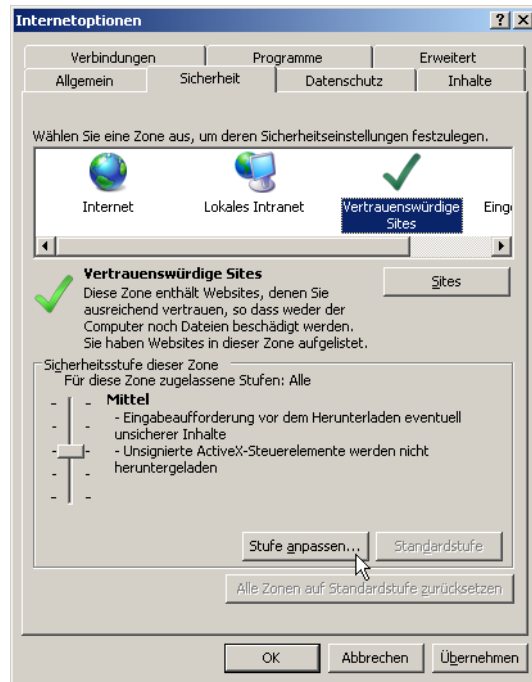 Internetoptionen
Verbindungen Programme Erweitert
Allgemein Sicherheit Datenschutz Inhalte
Wählen Sie eine Zone aus, um deren Sicherheitseinstellungen festzulegen.
Internet Lokales Intranet Vertrauenswürdige Eing
Sites
Vertrauenswürdige Sites
Sites
Diese Zone enthält Websites, denen Sie
ausreichend vertrauen, so dass weder der
Computer noch Dateien beschädigt werden.
Sie haben Websites in dieser Zone aufgelistet.
Sicherheitsstufe dieser Zone
Für diese Zone zugelassene Stufen: Alle
Mittel
- Eingabeaufforderung vor dem Herunterladen eventuell
unsicherer Inhalte
- Unsignierte ActiveX-Steuerelemente werden nicht
heruntergeladen
Stufe anpassen... Standardstufe
Alle Zonen auf Standardstufe zurücksetzen
OK Abbrechen Übernehmen